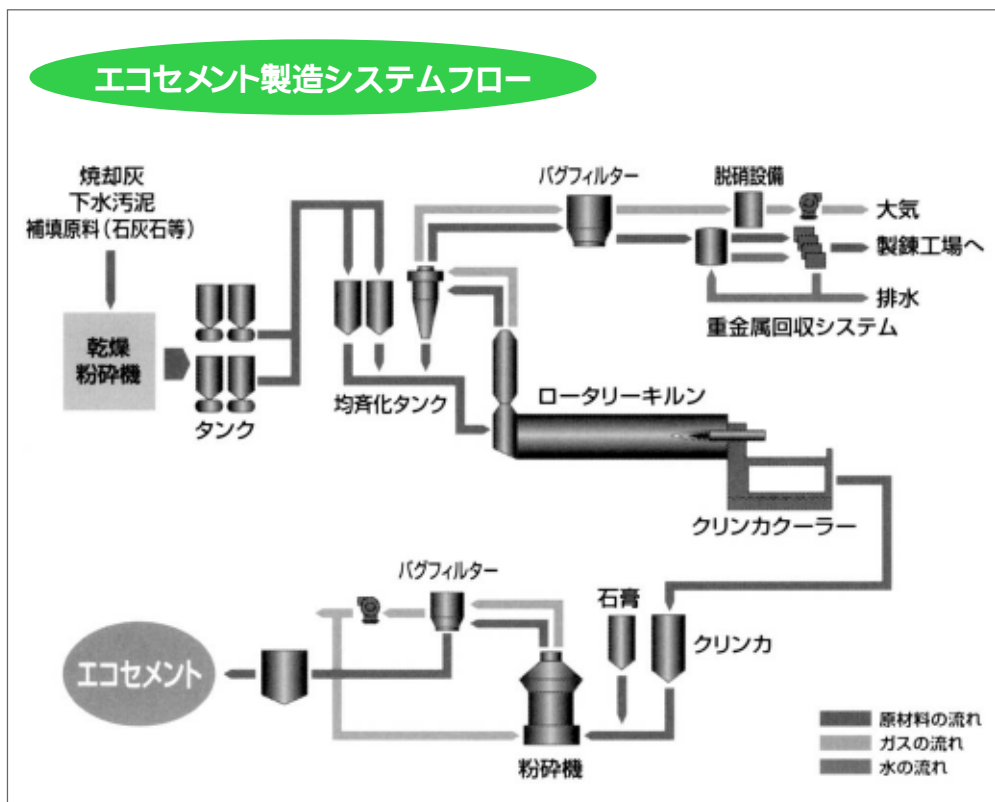 エコセメント製造システムフロー
焼却灰
下水汚泥
補填原料(石灰石等)
乾燥
粉砕機
タンク
均斉化タンク
バグフィルター
脱硝設備
大気
製錬工場へ
排水
重金属回収システム
ロータリーキルン
クリンカクーラー
バグフィルター
石膏
クリンカ
エコセメント
粉砕機
原材料の流れ
ガスの流れ
水の流れ